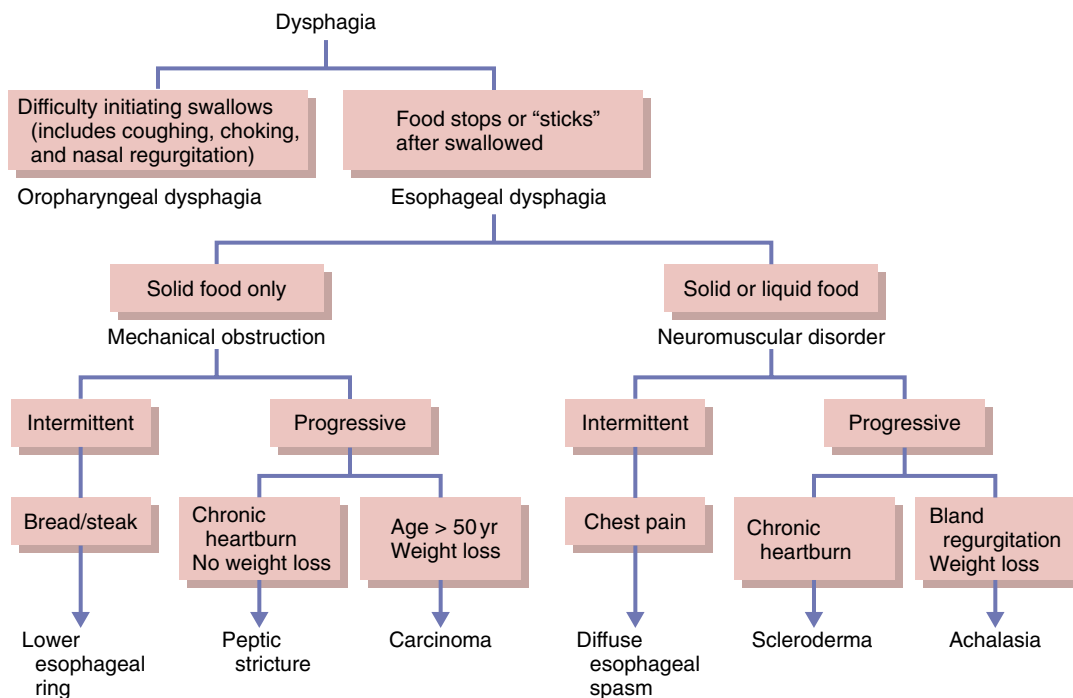 Dysphagia
Difficulty initiating swallows
(includes coughing, choking,
and nasal regurgitation)
Food stops or “sticks”
after swallowed
Oropharyngeal dysphagia
Esophageal dysphagia
Solid food only
Solid or liquid food
Mechanical obstruction
Neuromuscular disorder
Intermittent
Progressive
Intermittent
Progressive
Bread/steak
Chronic
heartburn
No weight loss
Age > 50 yr
Weight loss
Chest pain
Chronic
heartburn
Bland
regurgitation
Weight loss
Lower
esophageal
ring
Peptic
stricture
Carcinoma
Diffuse
esophageal
spasm
Scleroderma
Achalasia